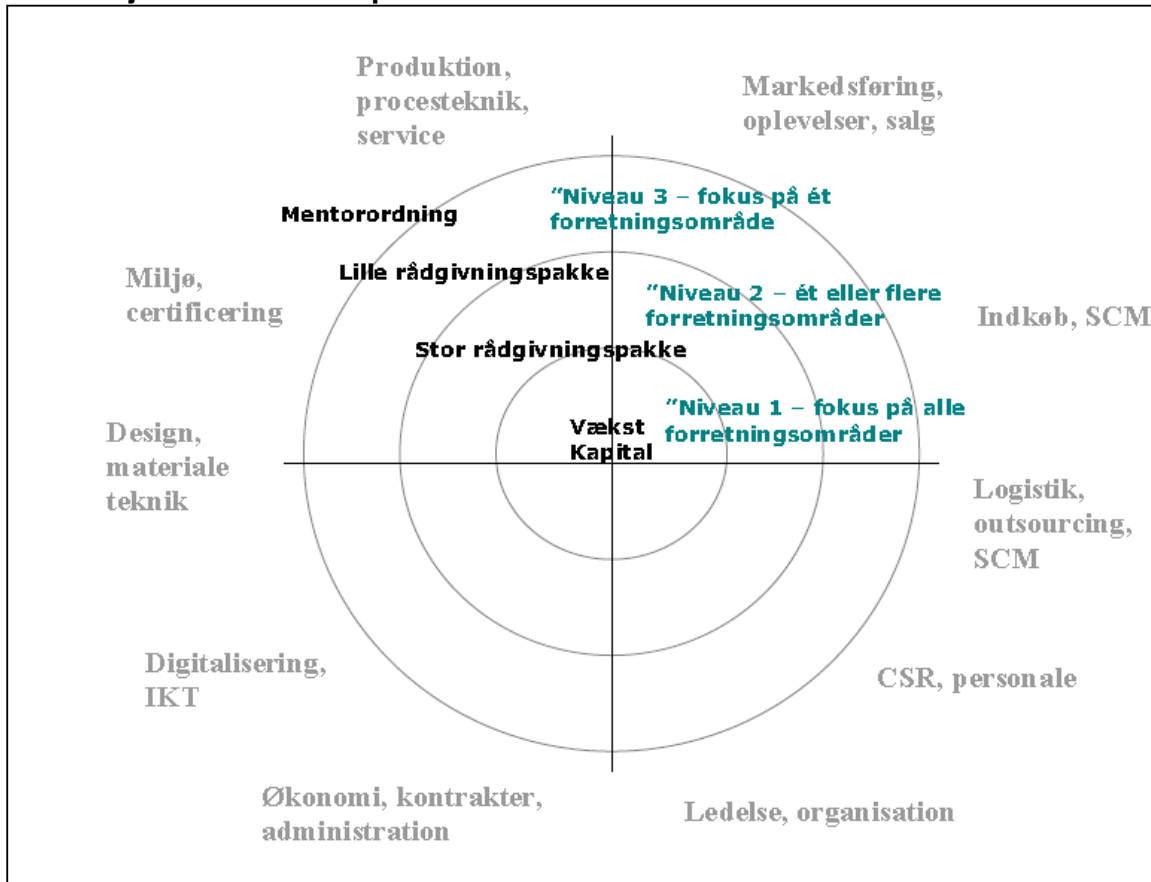 Produktion,
procesteknik,
service
Markedsføring,
oplevelser, salg
Mentorordning
"Niveau 3 – fokus på ét
forretningsområde
Lille rådgivningspakke
Miljø,
certificering
"Niveau 2 – ét eller flere
forretningsområder
Indkøb, SCM
Stor rådgivningspakke
"Niveau 1 – fokus på alle
forretningsområder
Vækst
Kapital
Design,
materiale
teknik
Logistik,
outsourcing,
SCM
Digitalisering,
IKT
CSR, personale
Økonomi, kontrakter,
administration
Ledelse, organisation